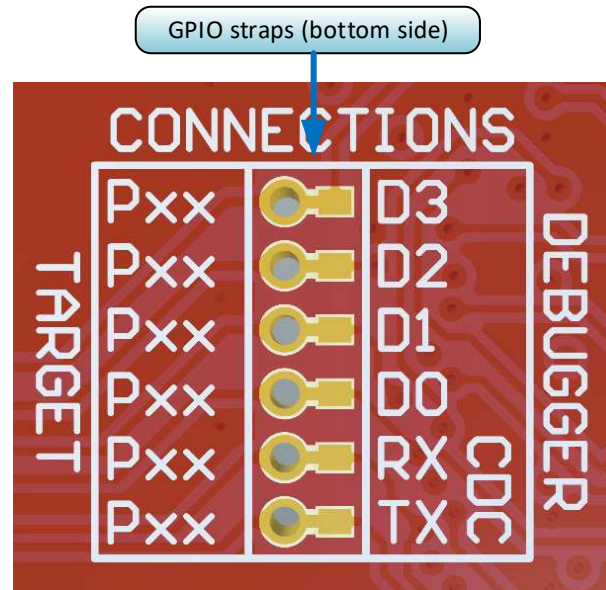 GPIO straps (bottom side)
CONNECTIONS
TARGET
Pxx D3
Pxx D2
Pxx D1
Pxx D0
Pxx RX
Pxx TX
CDC
DEBUGGER